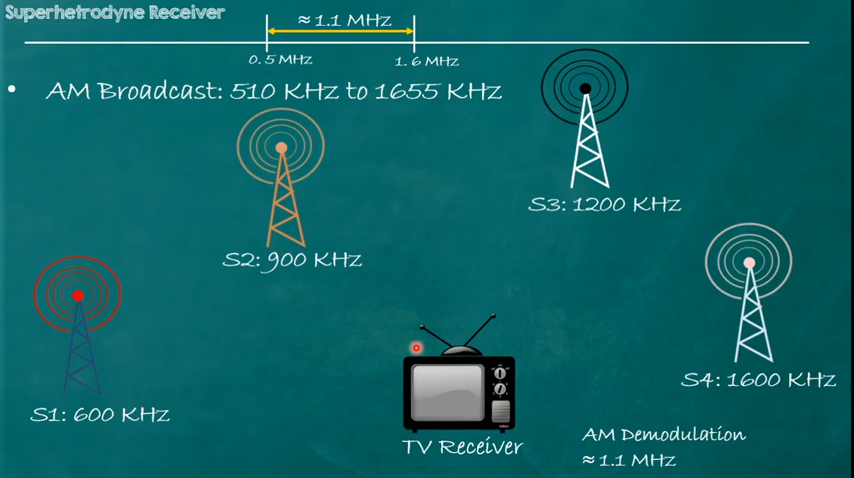 Superhetrodyne Receiver
≈ 1.1 MHZ
0.5 MHZ
1.6 MHZ
• AM Broadcast: 510 KHz to 1655 KHz
S3: 1200 KHz
S2: 900 KHz
S4: 1600 KHz
S1: 600 KHz
TV Receiver
AM Demodulation
≈ 1.1 MHz